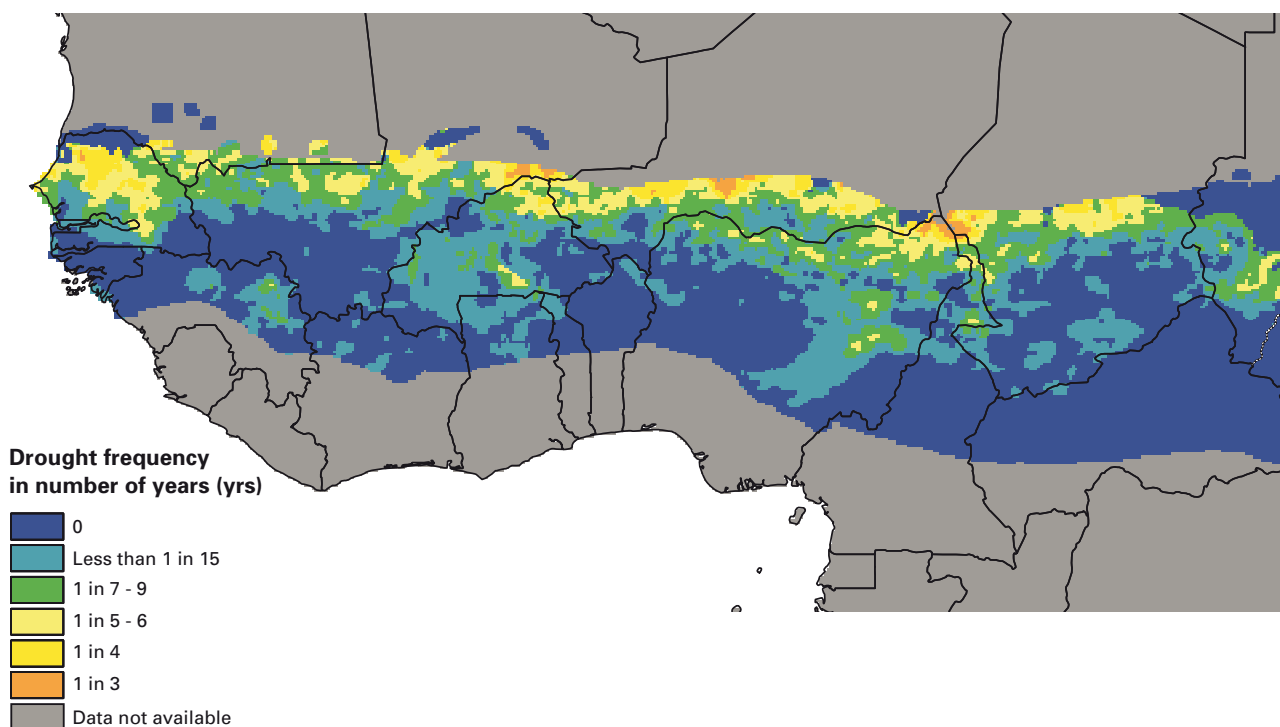 Drought frequency
in number of years (yrs)
0
Less than 1 in 15
1 in 7 - 9
1 in 5 - 6
1 in 4
1 in 3
Data not available